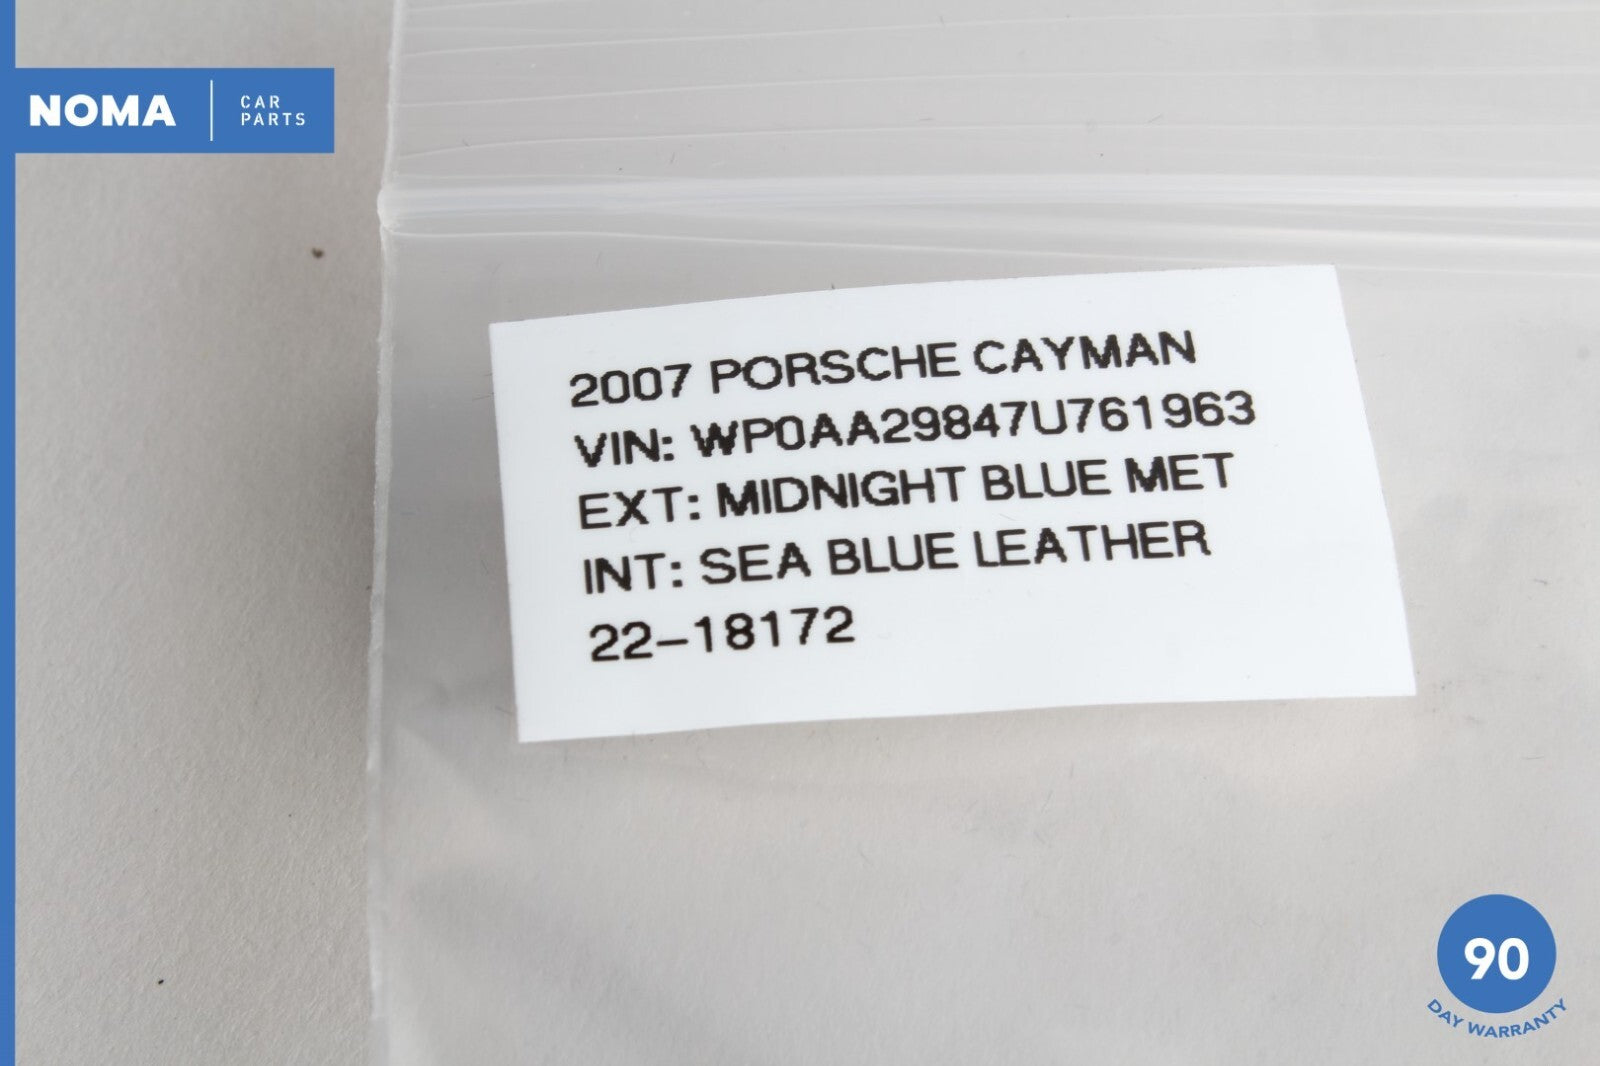 NOMA
CAR
PARTS
2007 PORSCHE CAYMAN
VIN: WP0AA29847U761963
EXT: MIDNIGHT BLUE MET
INT: SEA BLUE LEATHER
22-18172
90
DAY WARRANTY